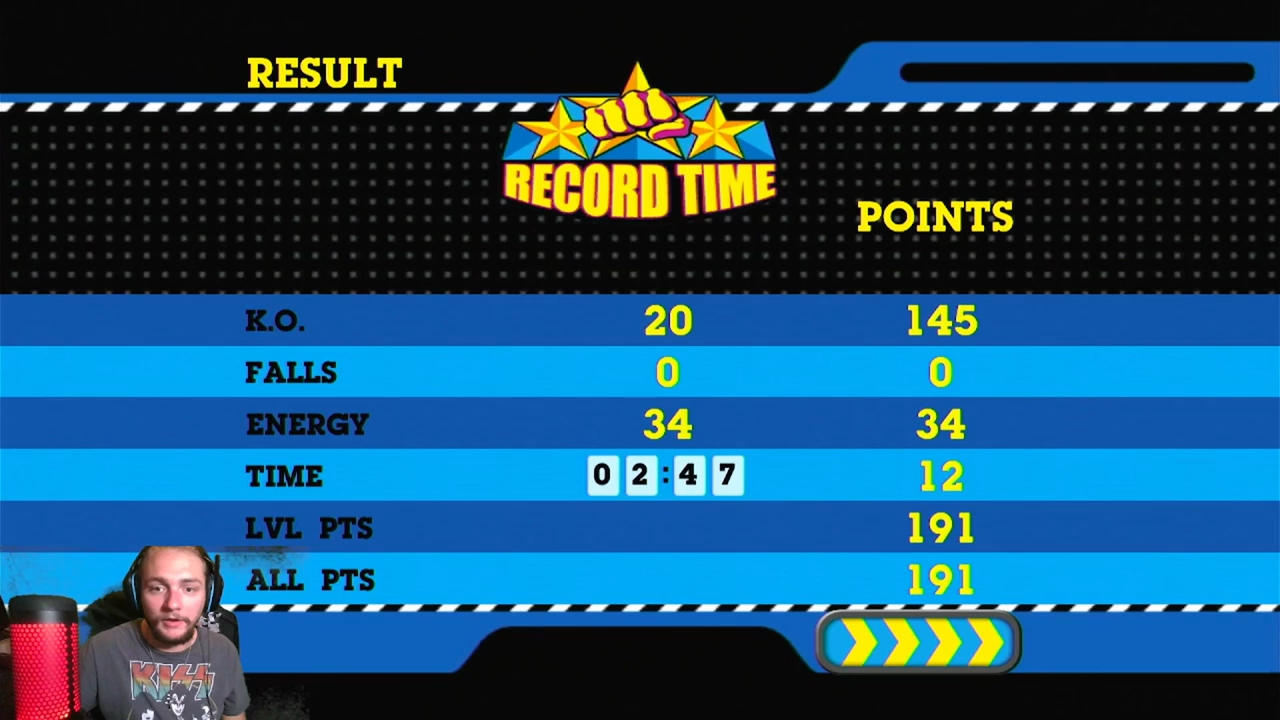 RESULT
RECORD TIME
POINTS
K.O. 20 145
FALLS 0 0
ENERGY 34 34
TIME 02:47 12
LVL PTS 191
ALL PTS 191
KISS